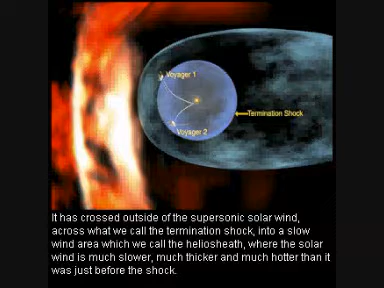 Voyager 1
Termination Shock
Voyager 2
It has crossed outside of the supersonic solar wind,
across what we call the termination shock, into a slow
wind area which we call the heliosheath, where the solar
wind is much slower, much thicker and much hotter than it
was just before the shock.